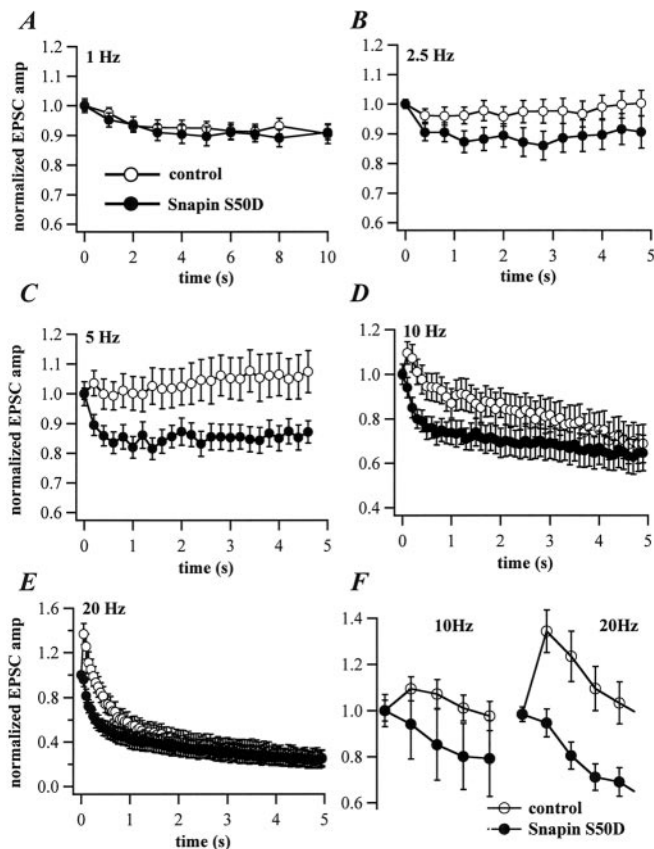 A
1 Hz
normalized EPSC amp
1.2
1.1
1.0
0.9
0.8
0.7
0.6
control
Snapin S50D
0 2 4 6 8 10
time (s)
B
2.5 Hz
1.2
1.1
1.0
0.9
0.8
0.7
0.6
0 1 2 3 4 5
time (s)
C
5 Hz
normalized EPSC amp
1.2
1.1
1.0
0.9
0.8
0.7
0.6
0 1 2 3 4 5
time (s)
D
10 Hz
1.2
1.0
0.8
0.6
0.4
0 1 2 3 4 5
time (s)
E
20 Hz
normalized EPSC amp
1.6
1.2
0.8
0.4
0.0
0 1 2 3 4 5
time (s)
F
10Hz
20Hz
1.4
1.2
1.0
0.8
0.6
control
Snapin S50D